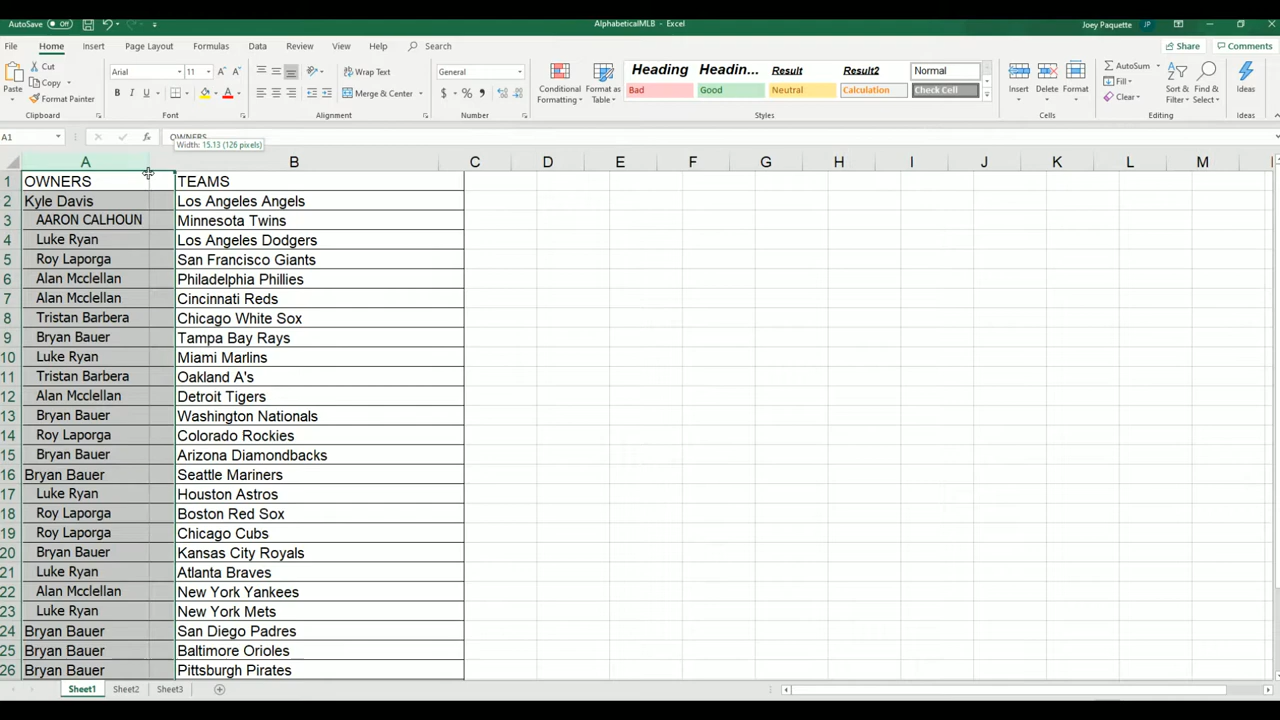 AutoSave Off AlphabeticalMLB - Excel Joey Paquette JP
File Home Insert Page Layout Formulas Data Review View Help Search Share Comments
Cut
Copy
Format Painter
Paste
Clipboard
Arial 11
B I U A
Font
Wrap Text
Merge & Center
Alignment
General
$ % ,
Number
Conditional Formatting
Format as Table
Heading Headin... Result Result2 Normal
Bad Good Neutral Calculation Check Cell
Styles
Insert Delete Format
Cells
AutoSum
Fill
Clear
Sort & Filter
Find & Select
Editing
Ideas
Ideas
A1 fx OWNERS
Width: 15.13 (126 pixels)
A B C D E F G H I J K L M
1 OWNERS TEAMS
2 Kyle Davis Los Angeles Angels
3 AARON CALHOUN Minnesota Twins
4 Luke Ryan Los Angeles Dodgers
5 Roy Laporga San Francisco Giants
6 Alan Mcclellan Philadelphia Phillies
7 Alan Mcclellan Cincinnati Reds
8 Tristan Barbera Chicago White Sox
9 Bryan Bauer Tampa Bay Rays
10 Luke Ryan Miami Marlins
11 Tristan Barbera Oakland A's
12 Alan Mcclellan Detroit Tigers
13 Bryan Bauer Washington Nationals
14 Roy Laporga Colorado Rockies
15 Bryan Bauer Arizona Diamondbacks
16 Bryan Bauer Seattle Mariners
17 Luke Ryan Houston Astros
18 Roy Laporga Boston Red Sox
19 Roy Laporga Chicago Cubs
20 Bryan Bauer Kansas City Royals
21 Luke Ryan Atlanta Braves
22 Alan Mcclellan New York Yankees
23 Luke Ryan New York Mets
24 Bryan Bauer San Diego Padres
25 Bryan Bauer Baltimore Orioles
26 Bryan Bauer Pittsburgh Pirates
Sheet1 Sheet2 Sheet3